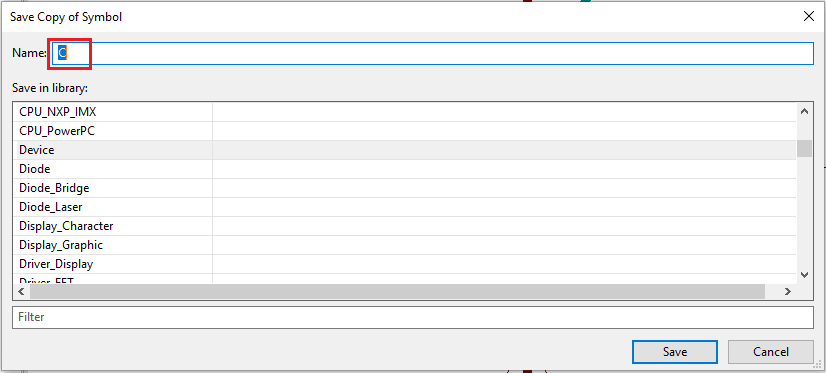 Save Copy of Symbol
Name: C
Save in library:
CPU_NXP_IMX
CPU_PowerPC
Device
Diode
Diode_Bridge
Diode_Laser
Display_Character
Display_Graphic
Driver_Display
Driver_FET
Filter
Save Cancel